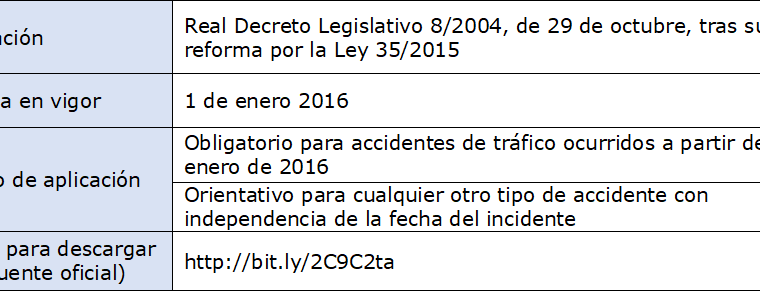 ación
Real Decreto Legislativo 8/2004, de 29 de octubre, tras su
reforma por la Ley 35/2015
a en vigor
1 de enero 2016
o de aplicación
Obligatorio para accidentes de tráfico ocurridos a partir de
enero de 2016
Orientativo para cualquier otro tipo de accidente con
independencia de la fecha del incidente
para descargar
uente oficial)
http://bit.ly/2C9C2ta